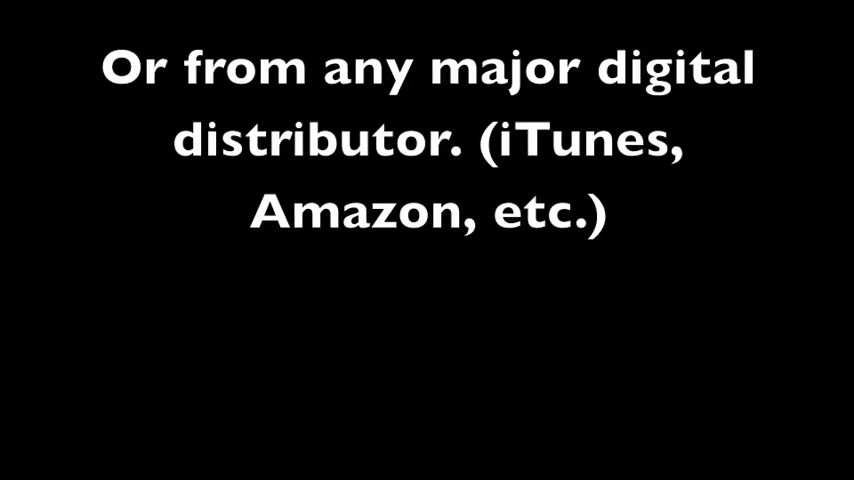 Or from any major digital
distributor. (iTunes,
Amazon, etc.)